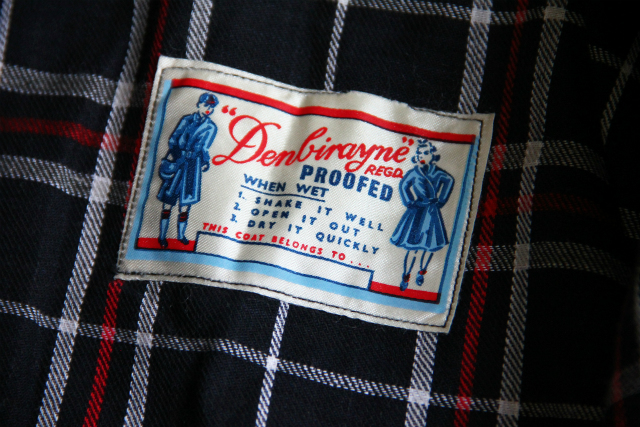 "Denbirayne"
REGD.
PROOFED
WHEN WET
1. SHAKE IT WELL
2. OPEN IT OUT
3. DRY IT QUICKLY
THIS COAT BELONGS TO...